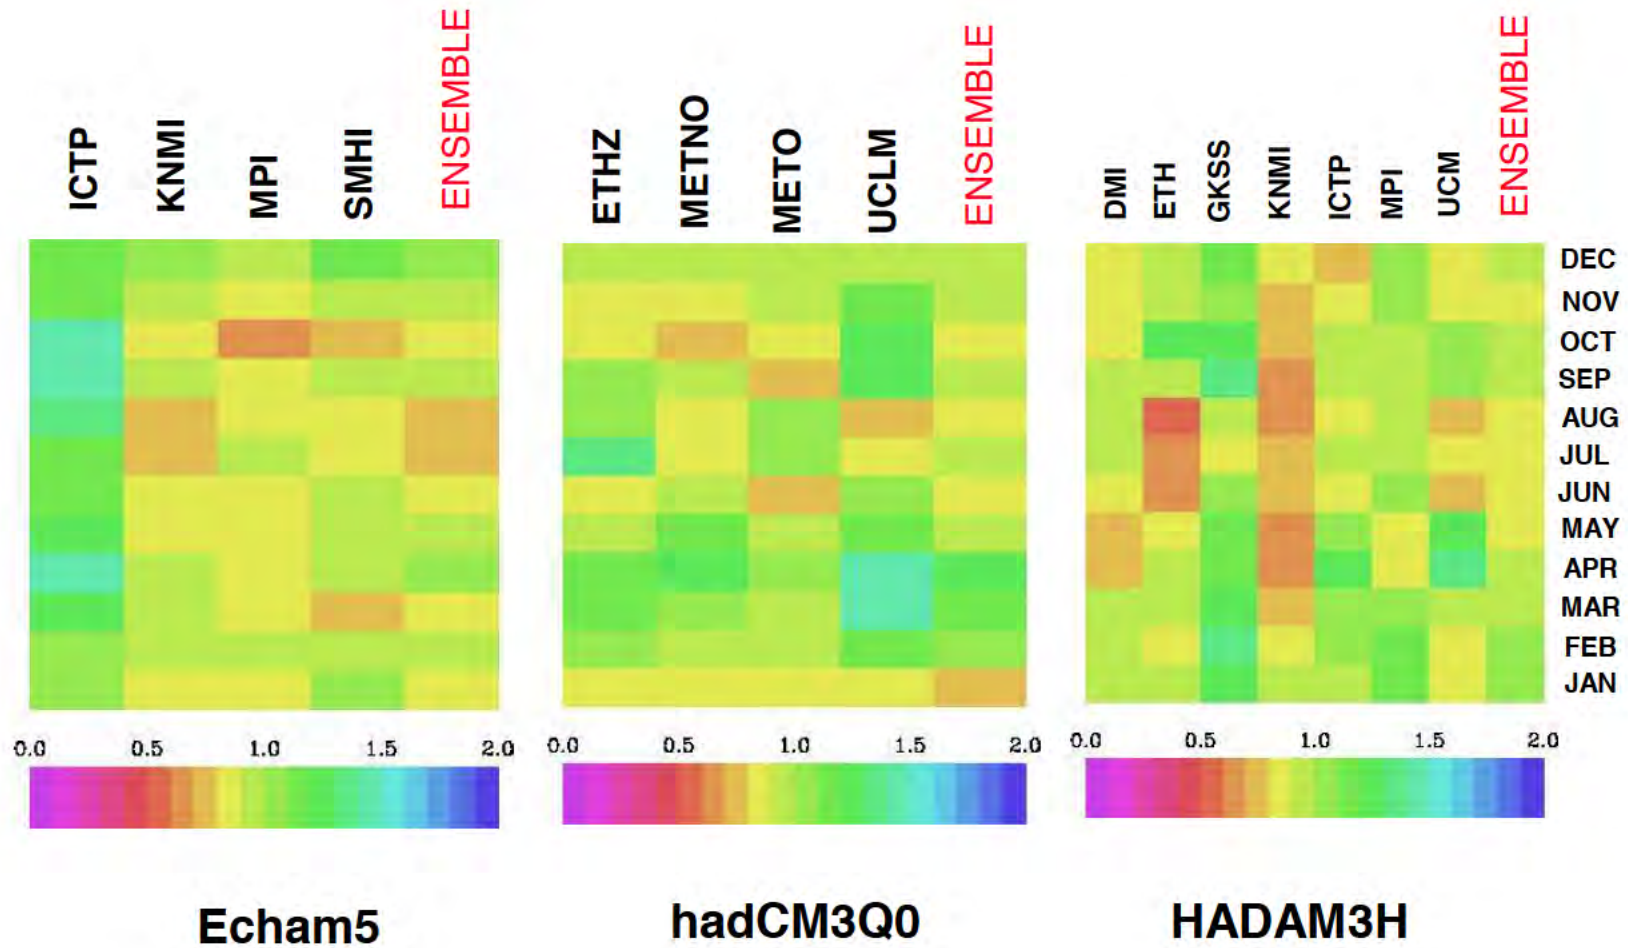 ICTP KNMI MPI SMHI ENSEMBLE
ETHZ METNO METO UCLM ENSEMBLE
DMI ETH GKSS KNMI ICTP MPI UCM ENSEMBLE
DEC
NOV
OCT
SEP
AUG
JUL
JUN
MAY
APR
MAR
FEB
JAN
0.0 0.5 1.0 1.5 2.0
0.0 0.5 1.0 1.5 2.0
0.0 0.5 1.0 1.5 2.0
Echam5
hadCM3Q0
HADAM3H